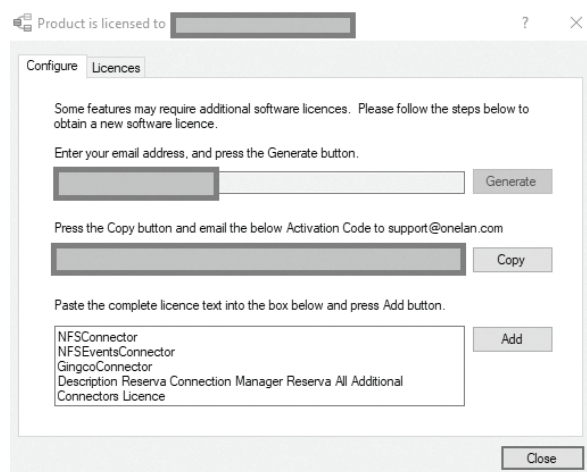 Product is licensed to
?
Configure
Licences
Some features may require additional software licences. Please follow the steps below to
obtain a new software licence.
Enter your email address, and press the Generate button.
Generate
Press the Copy button and email the below Activation Code to support@onelan.com
Copy
Paste the complete licence text into the box below and press Add button.
NFSConnector
NFSEventsConnector
GingcoConnector
Description Reserva Connection Manager Reserva All Additional
Connectors Licence
Add
Close